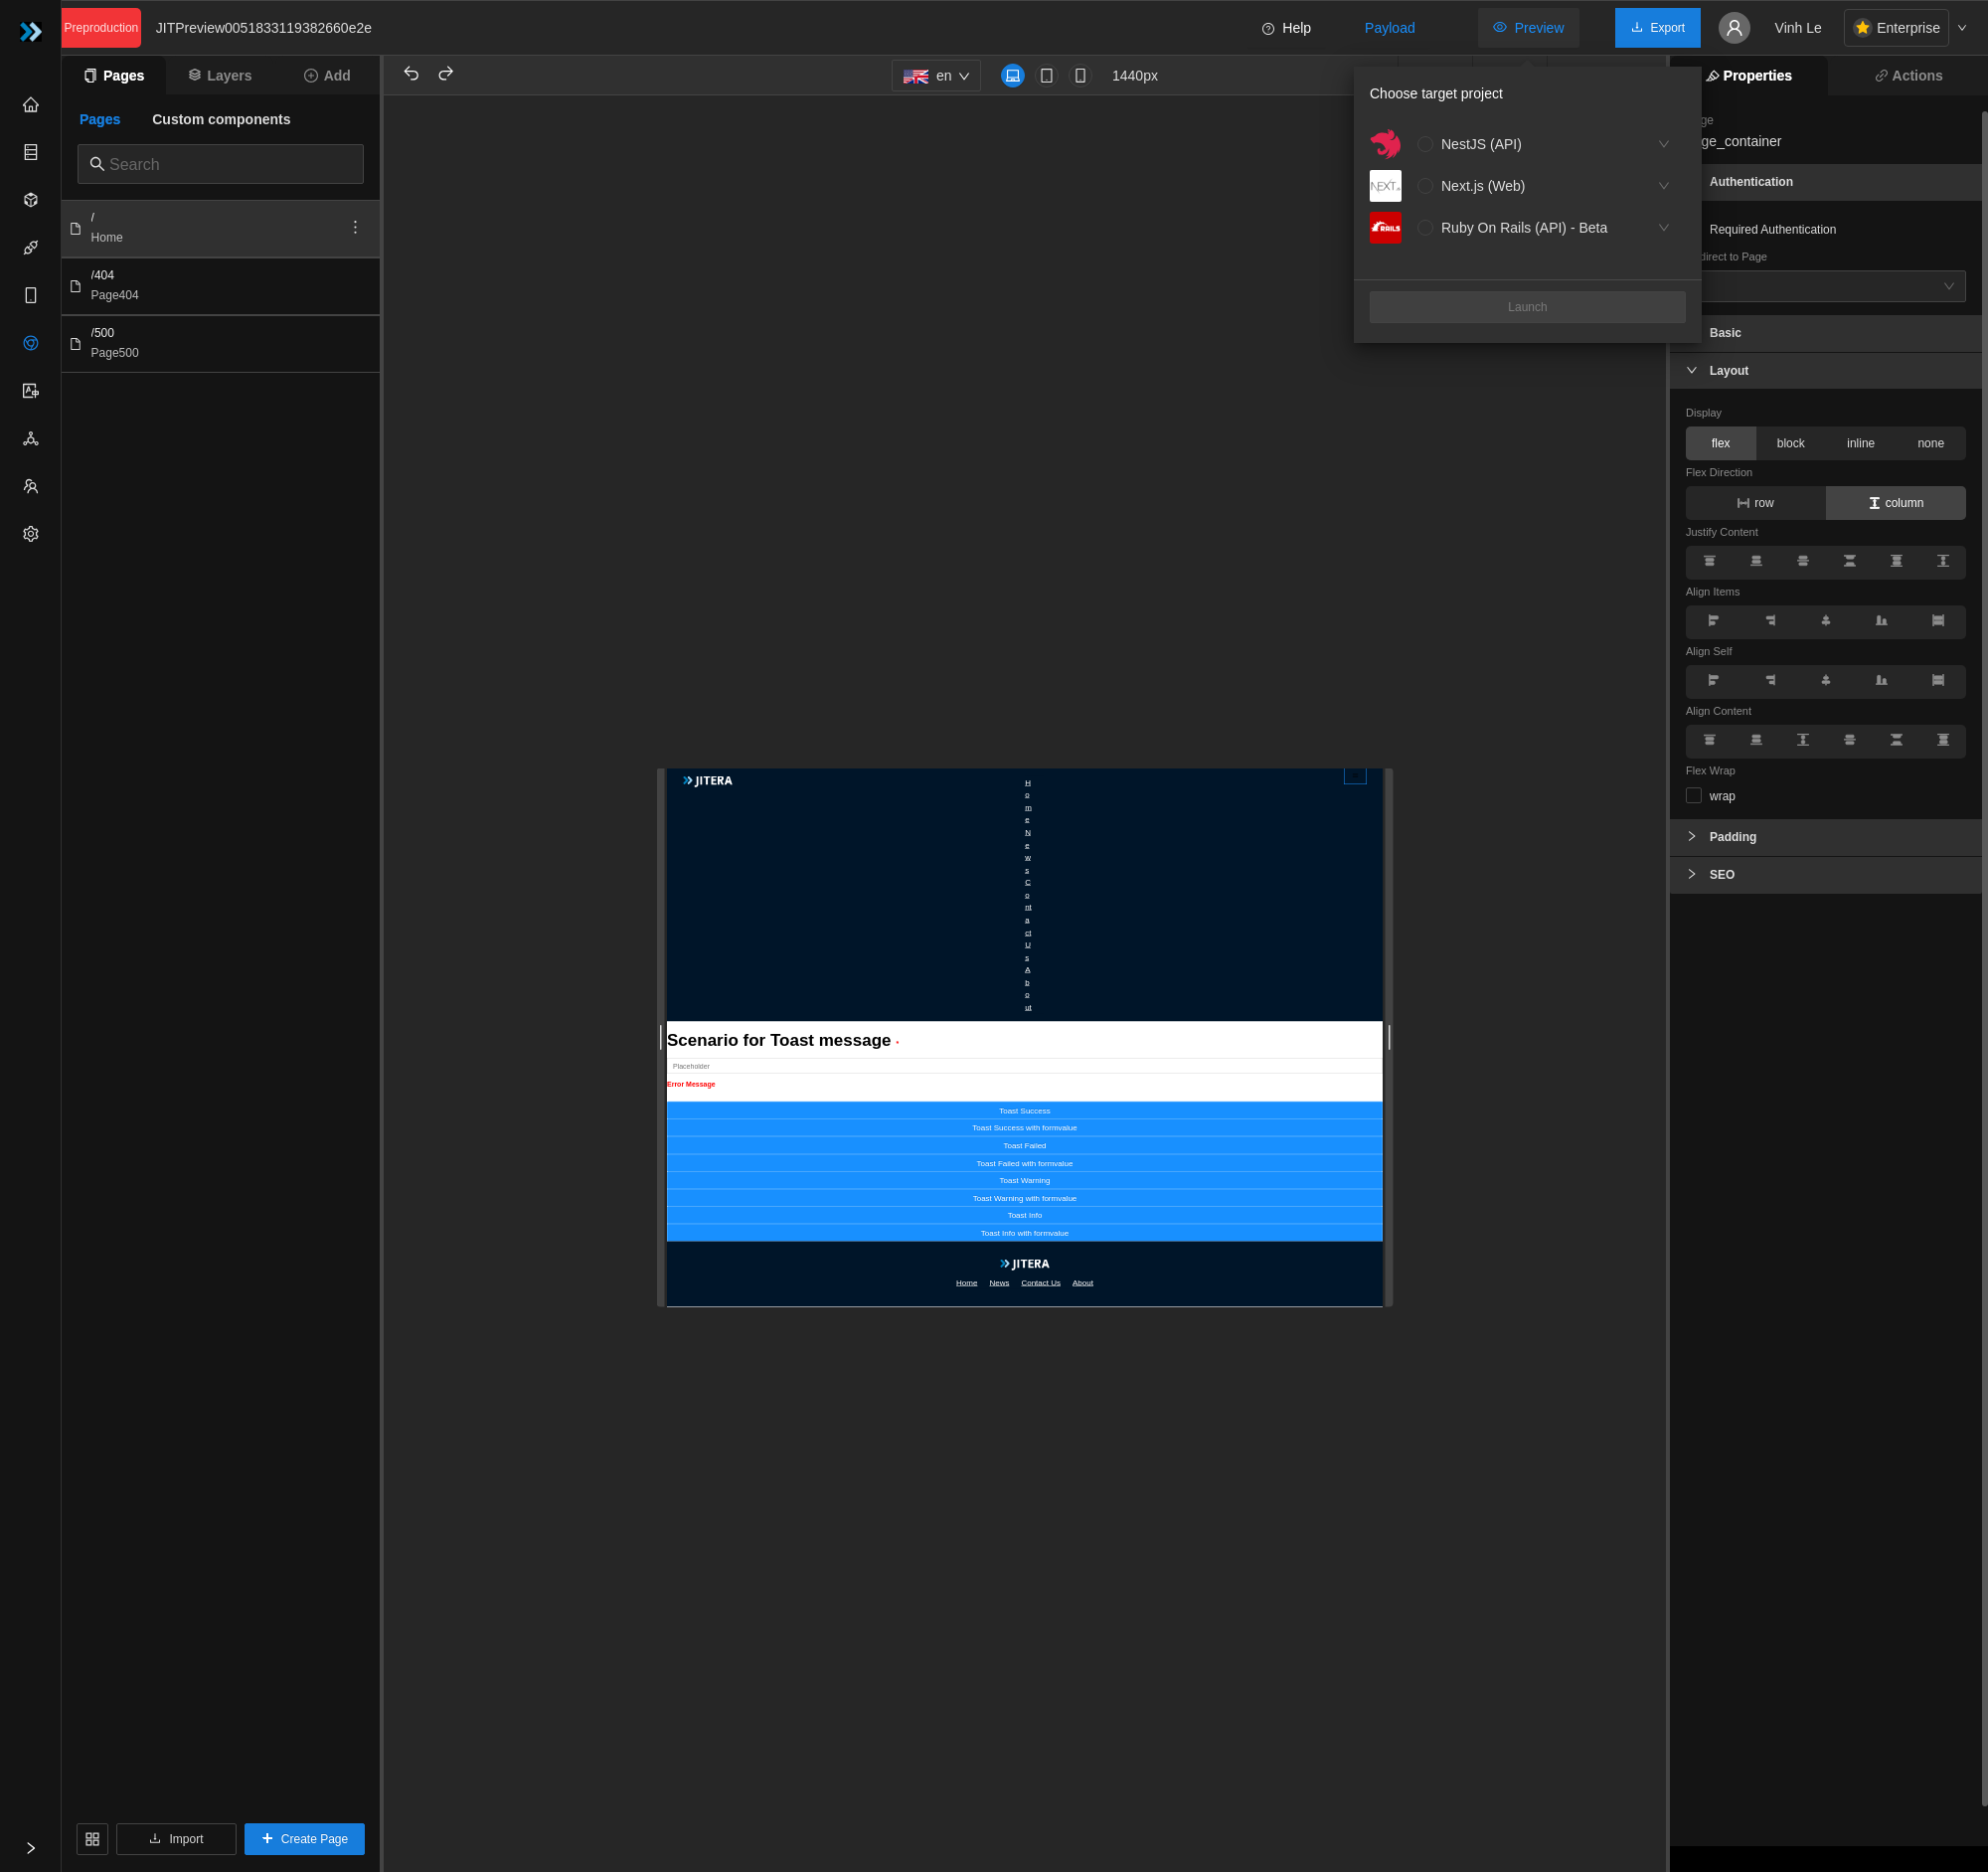 Preproduction
JITPreview0051833119382660e2e
Help
Payload
Preview
Export
Vinh Le
Enterprise
Pages
Layers
Add
en
1440px
Properties
Actions
Pages
Custom components
Search
/
Home
/404
Page404
/500
Page500
Choose target project
NestJS (API)
NEXT
Next.js (Web)
RAILS
Ruby On Rails (API) - Beta
Launch
ge_container
Authentication
Required Authentication
direct to Page
Basic
Layout
Display
flex
block
inline
none
Flex Direction
row
column
Justify Content
Align Items
Align Self
Align Content
Flex Wrap
wrap
Padding
SEO
JITERA
H
o
m
e
N
e
w
s
C
o
nt
a
ct
U
s
A
b
o
ut
Scenario for Toast message *
Placeholder
Error Message
Toast Success
Toast Success with formvalue
Toast Failed
Toast Failed with formvalue
Toast Warning
Toast Warning with formvalue
Toast Info
Toast Info with formvalue
JITERA
Home News Contact Us About
Import
Create Page